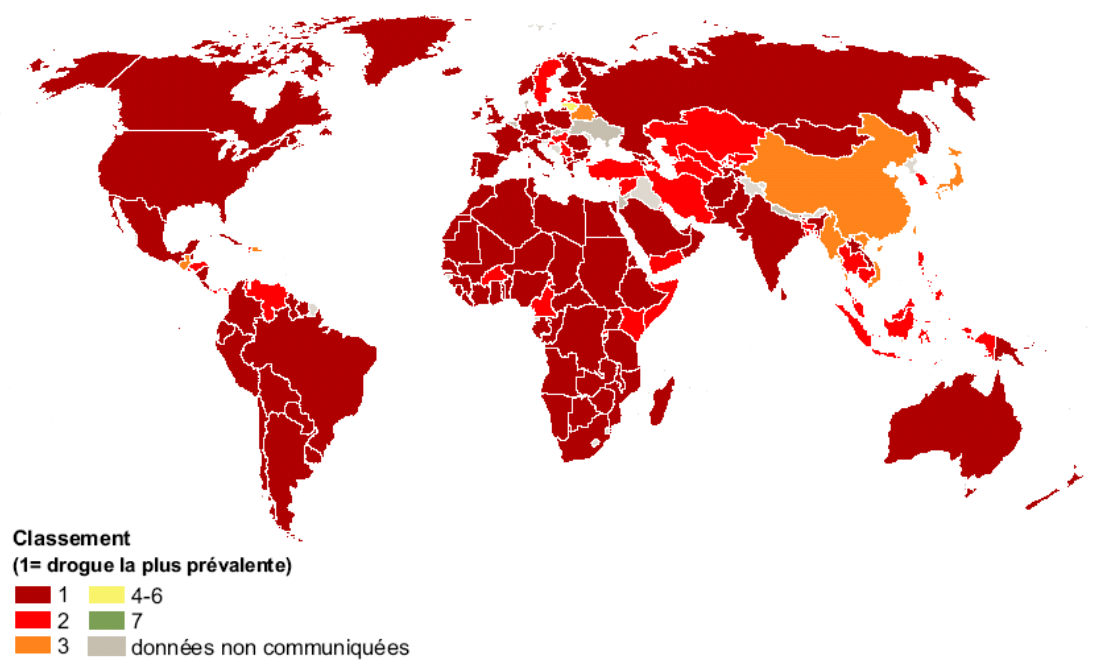 Classement
(1= drogue la plus prévalente)
1 4-6
2 7
3 données non communiquées